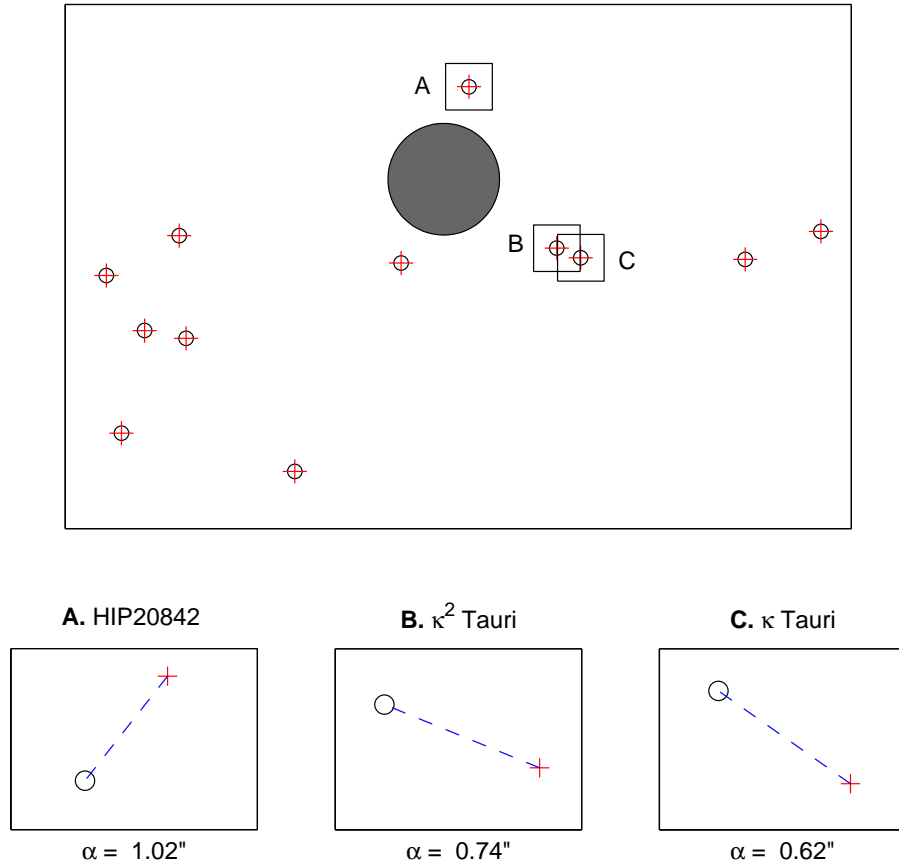 A
B
C
A. HIP20842
B. κ² Tauri
C. κ Tauri
α = 1.02"
α = 0.74"
α = 0.62"